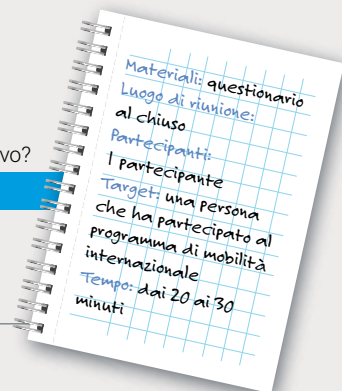 vo?
Materiali: questionario
Luogo di riunione:
al chiuso
Partecipanti:
1 partecipante
Target: una persona
che ha partecipato al
programma di mobilità
internazionale
Tempo: dai 20 ai 30
minuti